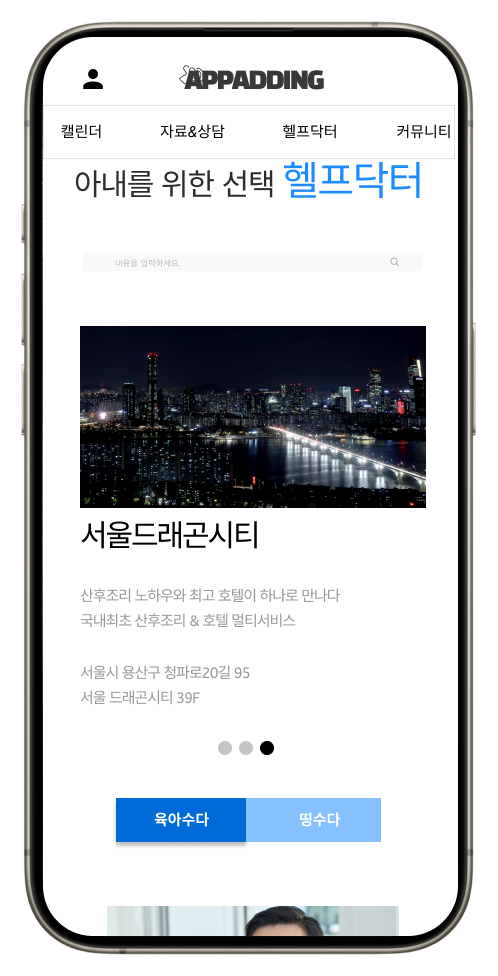 APPADDING
캘린더 자료&상담 헬프닥터 커뮤니티
아내를 위한 선택 헬프닥터
내용을 입력하세요.
서울드래곤시티
산후조리 노하우와 최고 호텔이 하나로 만나다
국내최초 산후조리 & 호텔 멀티서비스
서울시 용산구 청파로20길 95
서울 드래곤시티 39F
육아수다 띵수다